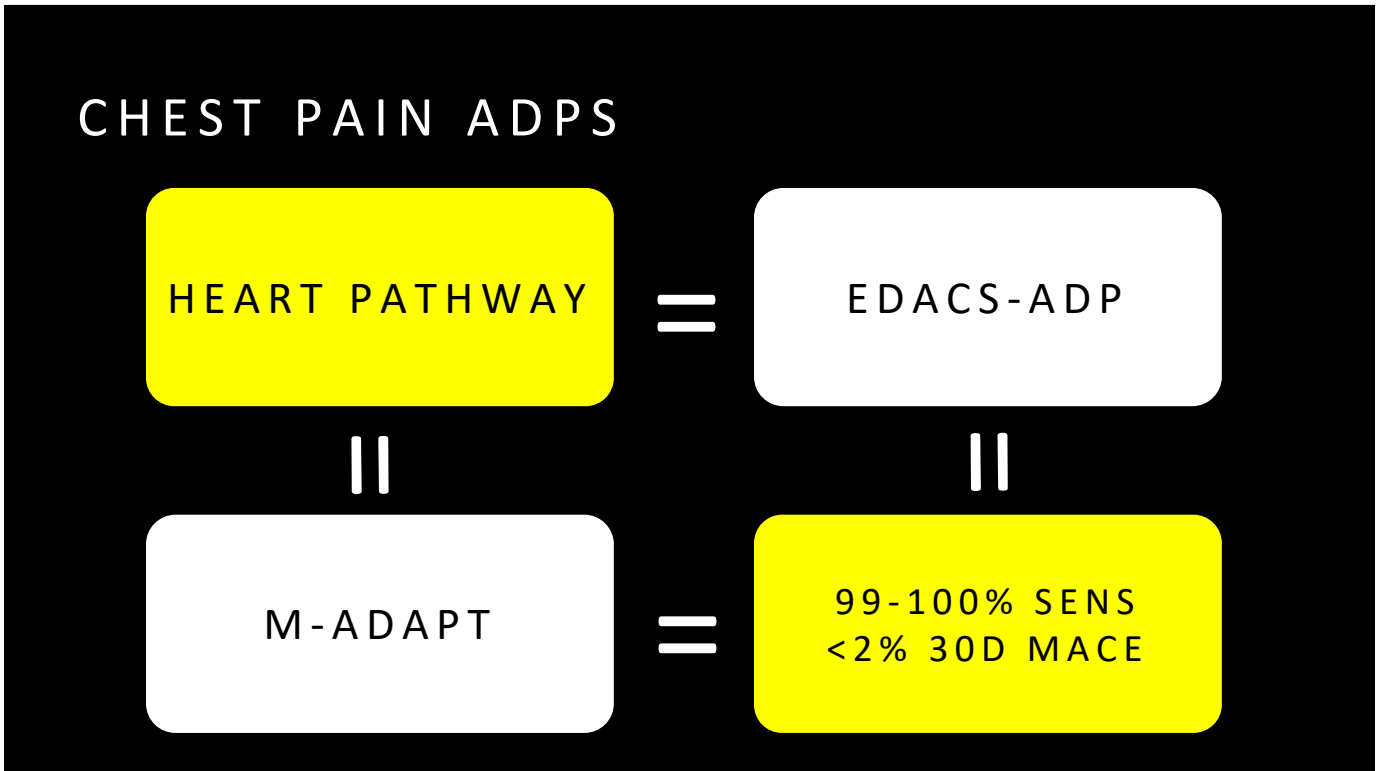 CHEST PAIN ADPS
HEART PATHWAY = EDACS-ADP
= =
M-ADAPT = 99-100% SENS
<2% 30D MACE